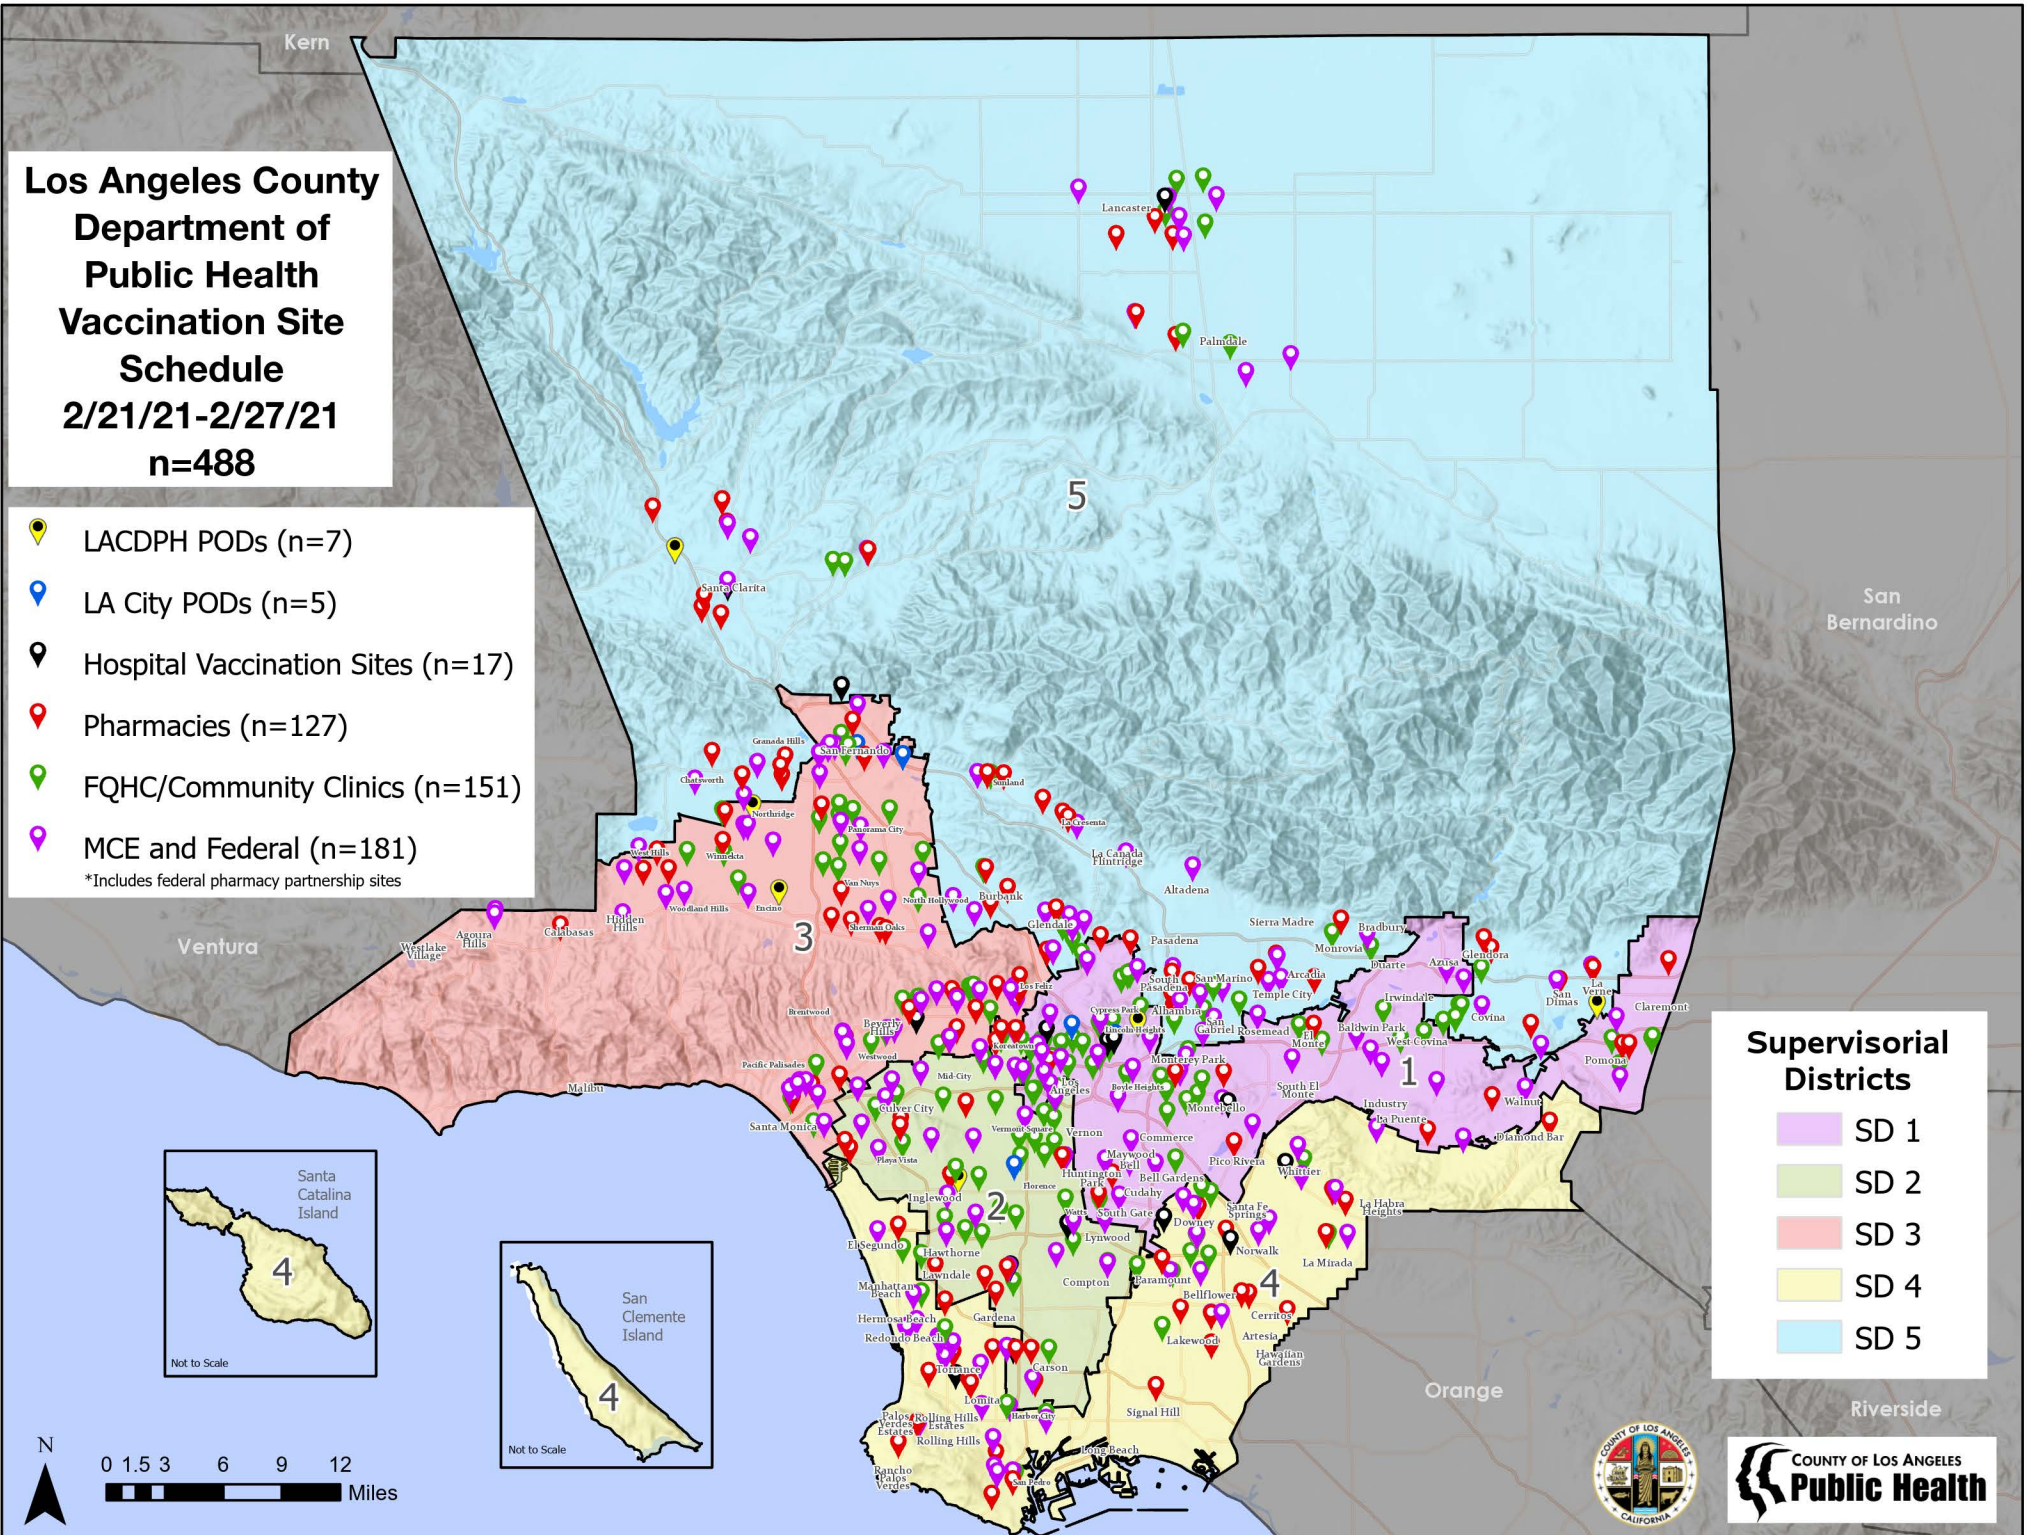 Kern
Los Angeles County
Department of
Public Health
Vaccination Site
Schedule
2/21/21-2/27/21
n=488
LACDPH PODs (n=7)
LA City PODs (n=5)
Hospital Vaccination Sites (n=17)
Pharmacies (n=127)
FQHC/Community Clinics (n=151)
MCE and Federal (n=181)
*Includes federal pharmacy partnership sites
Lancaster
Palmdale
5
Santa Clarita
San
Bernardino
Granada Hills
San Fernando
Chatsworth
Sunland
Northridge
Panorama City
La Cresenta
West Hills
Winnetka
La Canada
Flintridge
Altadena
Van Nuys
North Hollywood
Burbank
Woodland Hills
Encino
Hidden
Hills
Calabasas
Agoura
Hills
Westlake
Village
Ventura
3
Sherman Oaks
Glendale
Pasadena
Sierra Madre
Bradbury
Monrovia
Duarte
Azusa
Glendora
South
Pasadena
San Marino
Arcadia
Temple City
Irwindale
San
Dimas
La
Verne
Claremont
Los Feliz
Brentwood
Beverly
Hills
Cypress Park
Alhambra
Lincoln Heights
San
Gabriel
Rosemead
El
Monte
Baldwin Park
West Covina
Covina
Westwood
Koreatown
Monterey Park
Pomona
Pacific Palisades
Mid-City
Los
Angeles
Boyle Heights
South El
Monte
1
Malibu
Culver City
Montebello
Industry
La Puente
Walnut
Santa Monica
Vermont Square
Vernon
Commerce
Diamond Bar
Playa Vista
Maywood
Bell
Pico Rivera
Huntington
Park
Bell Gardens
Whittier
Inglewood
2
Florence
Cudahy
Watts
South Gate
Downey
Santa Fe
Springs
La Habra
Heights
El Segundo
Hawthorne
Lynwood
Norwalk
La Mirada
Lawndale
Compton
Paramount
4
Manhattan
Beach
Bellflower
Cerritos
Hermosa Beach
Gardena
Redondo Beach
Lakewood
Artesia
Hawaiian
Gardens
Torrance
Carson
Lomita
Harbor City
Signal Hill
Palos
Verdes
Estates
Rolling Hills
Estates
Rolling Hills
Long Beach
Rancho
Palos
Verdes
San Pedro
Orange
Riverside
Supervisorial
Districts
SD 1
SD 2
SD 3
SD 4
SD 5
Santa
Catalina
Island
4
Not to Scale
San
Clemente
Island
4
Not to Scale
N
0 1.5 3 6 9 12
Miles
COUNTY OF LOS ANGELES
CALIFORNIA
COUNTY OF LOS ANGELES
Public Health